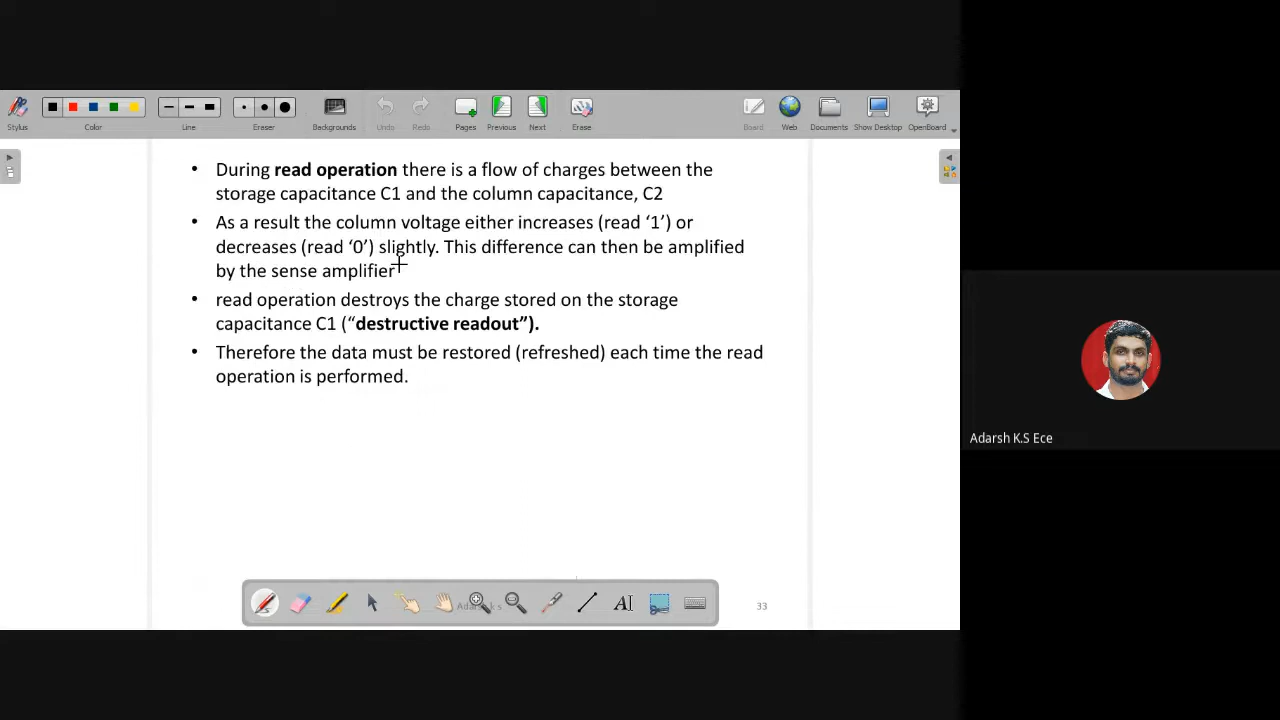 Stylus
Color
Line
Eraser
Backgrounds
Undo
Redo
Pages
Previous
Next
Erase
Board
Web
Documents
Show Desktop
OpenBoard
• During read operation there is a flow of charges between the
storage capacitance C1 and the column capacitance, C2
• As a result the column voltage either increases (read ‘1’) or
decreases (read ‘0’) slightly. This difference can then be amplified
by the sense amplifier
• read operation destroys the charge stored on the storage
capacitance C1 (“destructive readout”).
• Therefore the data must be restored (refreshed) each time the read
operation is performed.
33
Adarsh K.S Ece